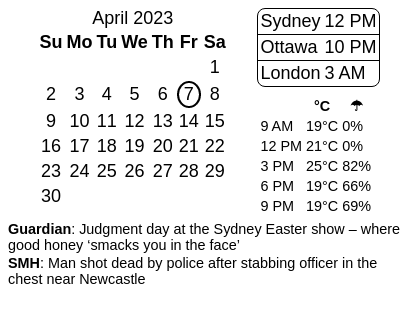 April 2023
Su Mo Tu We Th Fr Sa
1
2 3 4 5 6 7 8
9 10 11 12 13 14 15
16 17 18 19 20 21 22
23 24 25 26 27 28 29
30
Sydney 12 PM
Ottawa 10 PM
London 3 AM
°C ☂
9 AM 19°C 0%
12 PM 21°C 0%
3 PM 25°C 82%
6 PM 19°C 66%
9 PM 19°C 69%
Guardian: Judgment day at the Sydney Easter show – where
good honey ‘smacks you in the face’
SMH: Man shot dead by police after stabbing officer in the
chest near Newcastle